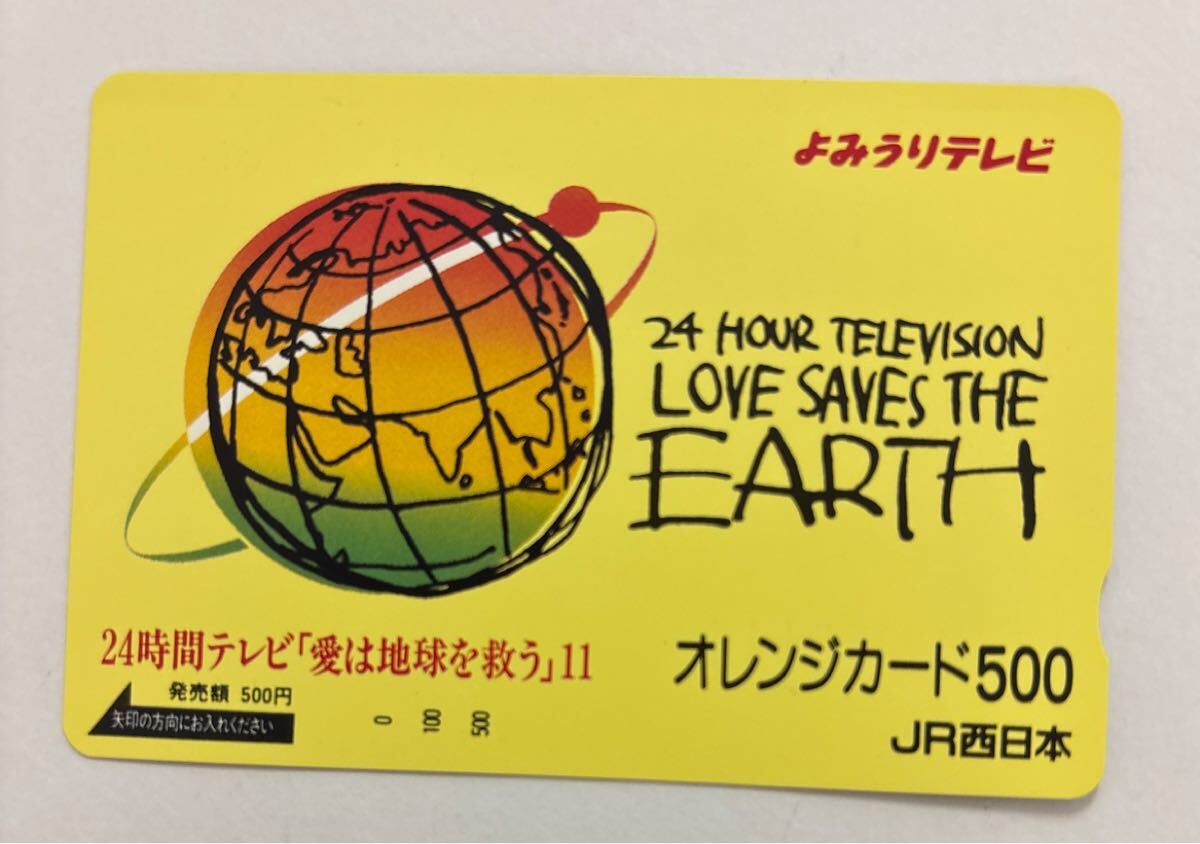 よみうりテレビ
24 HOUR TELEVISION
LOVE SAVES THE
EARTH
24時間テレビ「愛は地球を救う」11
発売額 500円
矢印の方向にお入れください
0 100 500
オレンジカード500
JR西日本